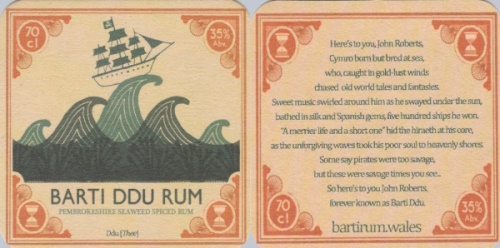 70
cl
35%
Abv.
BARTI DDU RUM
PEMBROKESHIRE SEAWEED SPICED RUM
Ddu [Thee]
35%
Abv.
Here's to you, John Roberts,
Cymro born but bred at sea,
who, caught in gold-lust winds
chased old world tales and fantasies.
Sweet music swirled around him as he swayed under the sun,
bathed in silk and Spanish gems, five hundred ships he won.
"A merrier life and a short one" hid the hiraeth at his core,
as the unforgiving waves took his poor soul to heavenly shores.
Some say pirates were too savage,
but these were savage times you see...
So here's to you John Roberts,
forever known as Barti Ddu.
70
cl
35%
Abv.
bartirum.wales